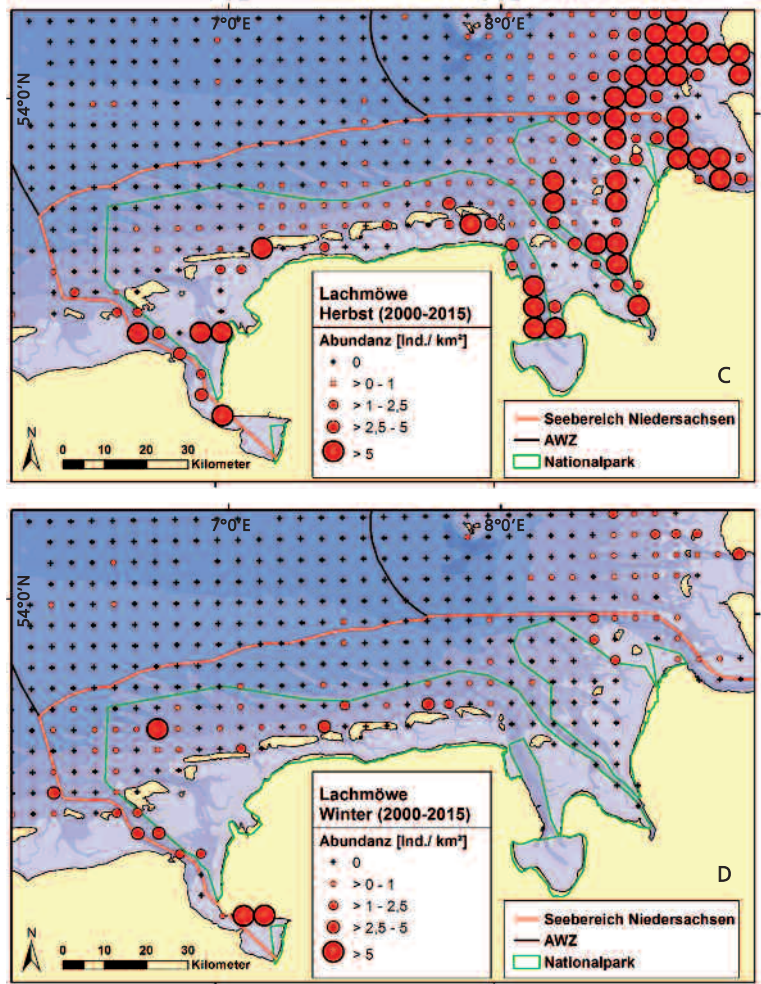 7°0'E 8°0'E
54°0'N
Lachmöwe
Herbst (2000-2015)
Abundanz [Ind./ km²]
0
> 0 - 1
> 1 - 2,5
> 2,5 - 5
> 5
C
Seebereich Niedersachsen
AWZ
Nationalpark
N
0 10 20 30
Kilometer
7°0'E 8°0'E
54°0'N
Lachmöwe
Winter (2000-2015)
Abundanz [Ind./ km²]
0
> 0 - 1
> 1 - 2,5
> 2,5 - 5
> 5
D
Seebereich Niedersachsen
AWZ
Nationalpark
N
0 10 20 30
Kilometer